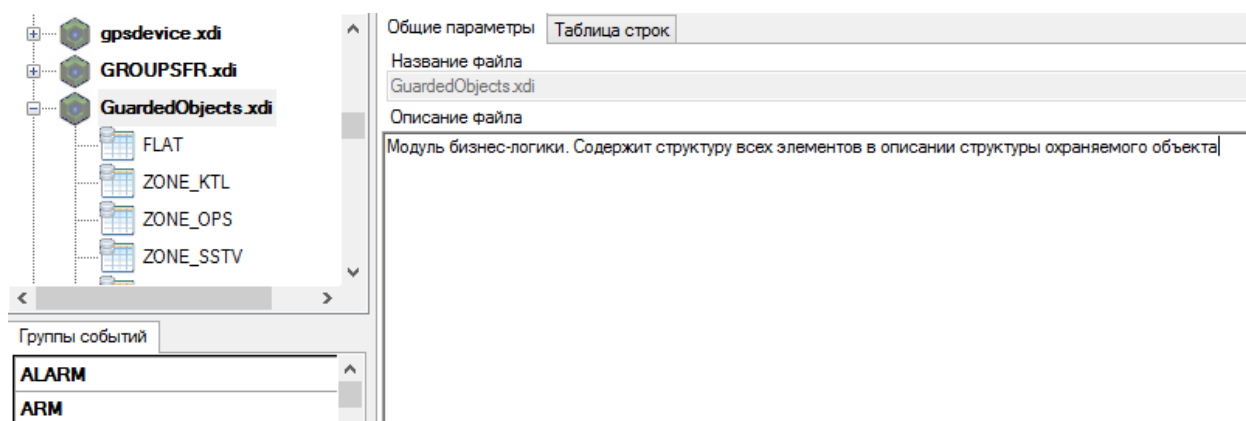 gpsdevice.xdi
GROUPSFR.xdi
GuardedObjects.xdi
FLAT
ZONE_KTL
ZONE_OPS
ZONE_SSTV
Группы событий
ALARM
ARM
Общие параметры Таблица строк
Название файла
GuardedObjects.xdi
Описание файла
Модуль бизнес-логики. Содержит структуру всех элементов в описании структуры охраняемого объекта